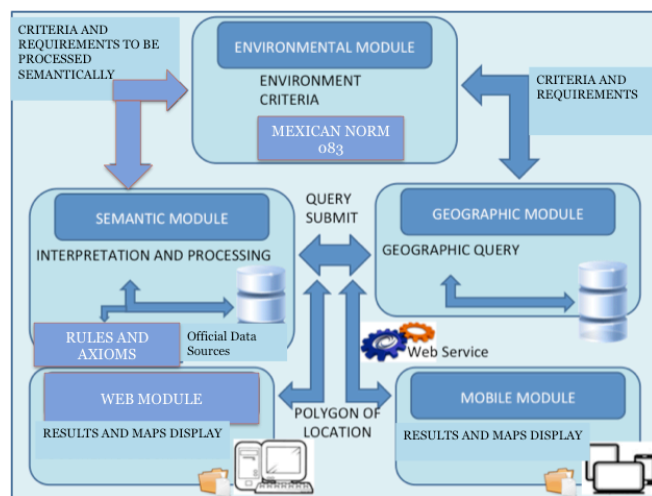 CRITERIA AND
REQUIREMENTS TO BE
PROCESSED
SEMANTICALLY
ENVIRONMENTAL MODULE
ENVIRONMENT
CRITERIA
MEXICAN NORM
083
CRITERIA AND
REQUIREMENTS
SEMANTIC MODULE
INTERPRETATION AND PROCESSING
RULES AND
AXIOMS
Official Data
Sources
QUERY
SUBMIT
GEOGRAPHIC MODULE
GEOGRAPHIC QUERY
Web Service
WEB MODULE
RESULTS AND MAPS DISPLAY
POLYGON OF
LOCATION
MOBILE MODULE
RESULTS AND MAPS DISPLAY